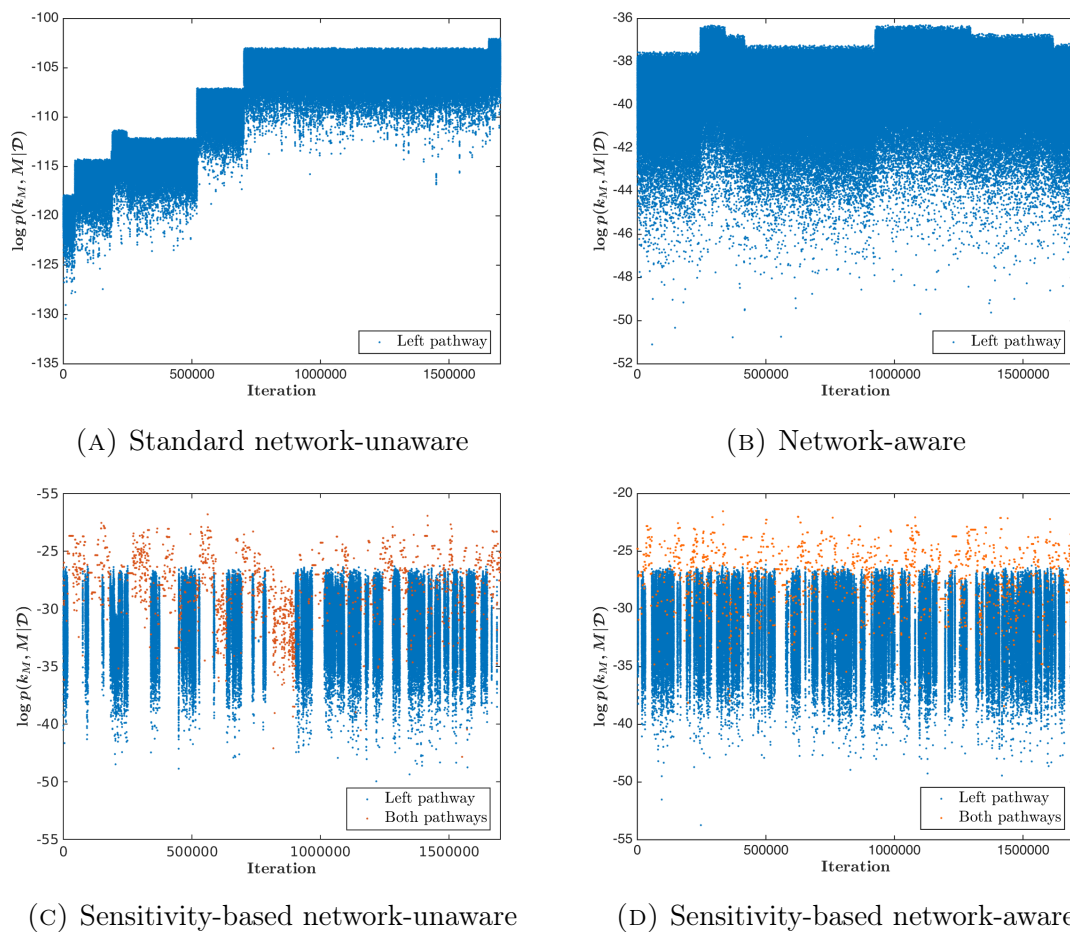 -100
-105
-110
-115
-120
-125
-130
-135
log p(k_M, M|𝒟)
0 500000 1000000 1500000
Iteration
Left pathway
(A) Standard network-unaware
-36
-38
-40
-42
-44
-46
-48
-50
-52
log p(k_M, M|𝒟)
0 500000 1000000 1500000
Iteration
Left pathway
(B) Network-aware
-55
-25
-30
-35
-40
-50
-55
log p(k_M, M|𝒟)
0 500000 1000000 1500000
Iteration
Left pathway
Both pathways
(C) Sensitivity-based network-unaware
-20
-25
-30
-35
-40
-50
-55
log p(k_M, M|𝒟)
0 500000 1000000 1500000
Iteration
Left pathway
Both pathways
(D) Sensitivity-based network-aware